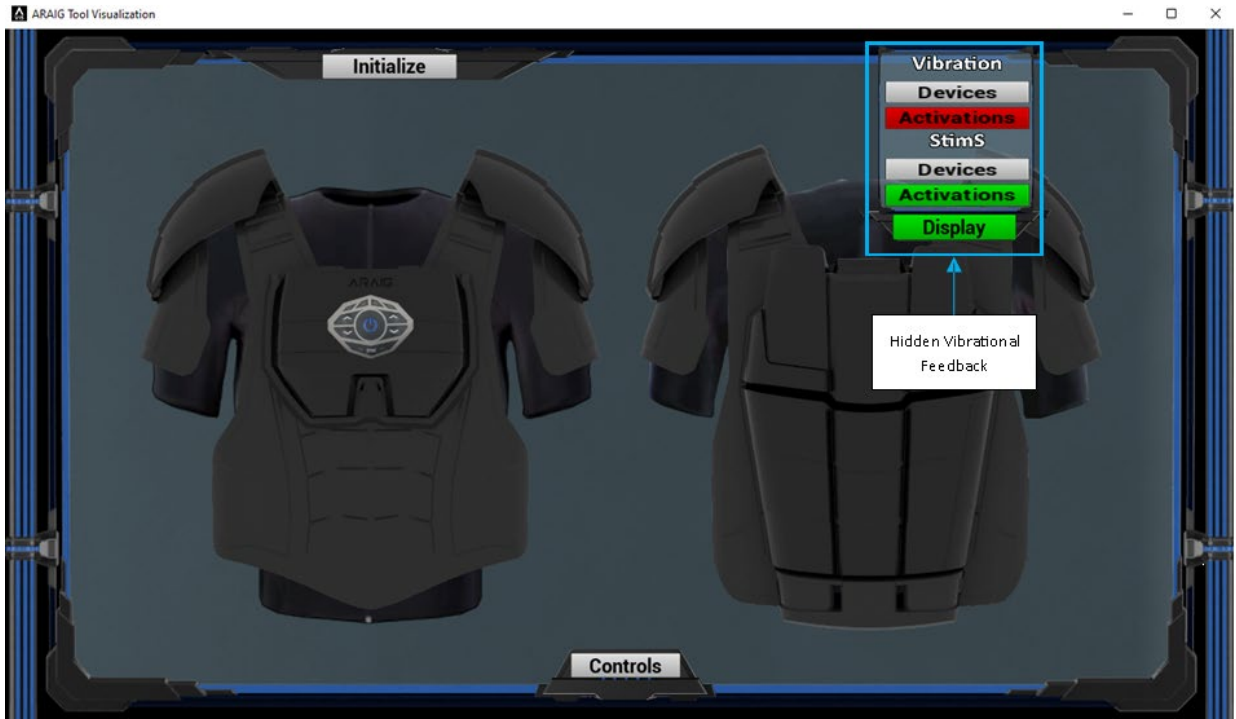 ARAIG Tool Visualization
Initialize
Vibration
Devices
Activations
StimS
Devices
Activations
Display
Hidden Vibrational
Feedback
ARAIG
Controls